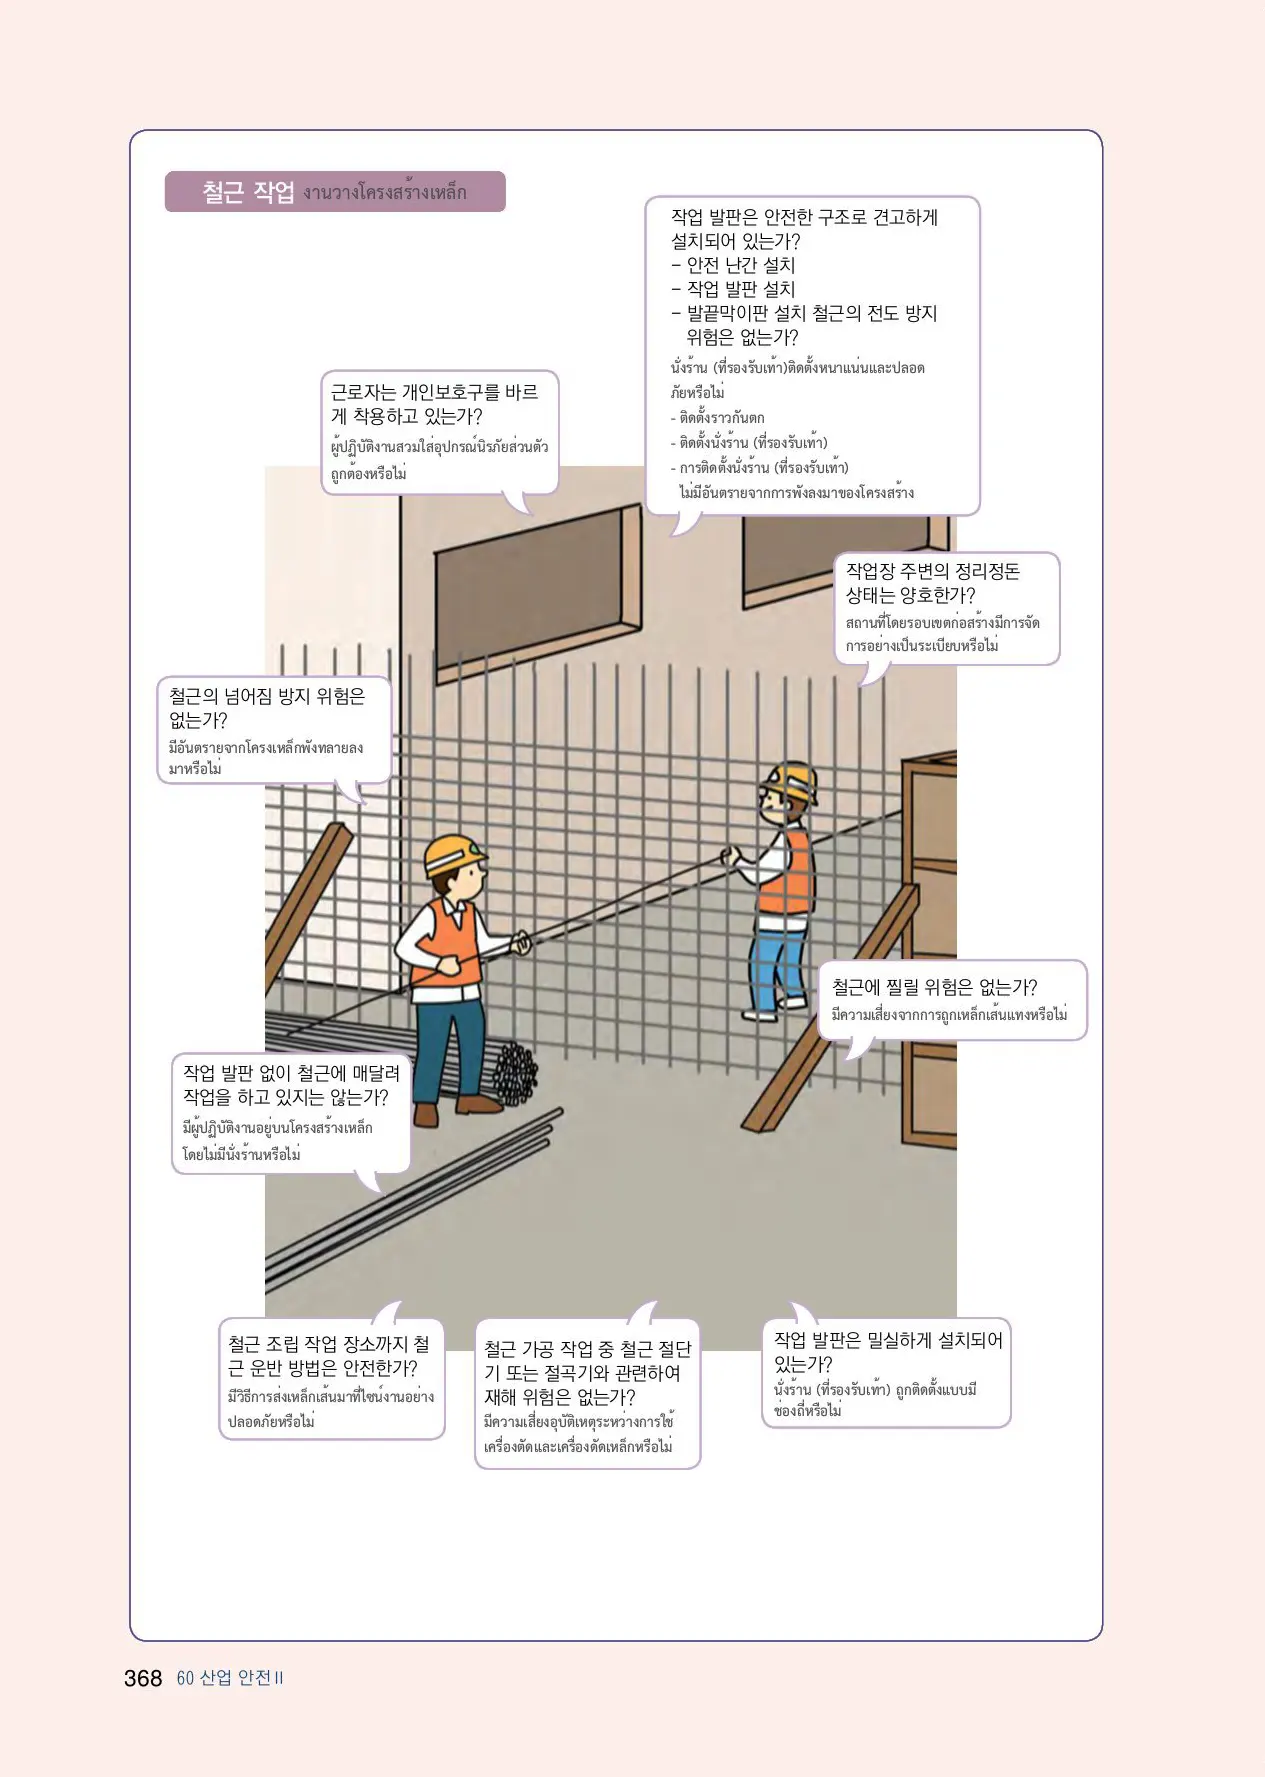 철근 작업 งานวางโครงสร้างเหล็ก
작업 발판은 안전한 구조로 견고하게
설치되어 있는가?
- 안전 난간 설치
- 작업 발판 설치
- 발끝막이판 설치 철근의 전도 방지
위험은 없는가?
นั่งร้าน (ที่รองรับเท้า)ติดตั้งหนาแน่นและปลอด
ภัยหรือไม่
- ติดตั้งราวกันตก
- ติดตั้งนั่งร้าน (ที่รองรับเท้า)
- การติดตั้งนั่งร้าน (ที่รองรับเท้า)
ไม่มีอันตรายจากการพังลงมาของโครงสร้าง
근로자는 개인보호구를 바르
게 착용하고 있는가?
ผู้ปฏิบัติงานสวมใส่อุปกรณ์นิรภัยส่วนตัว
ถูกต้องหรือไม่
작업장 주변의 정리정돈
상태는 양호한가?
สถานที่โดยรอบเขตก่อสร้างมีการจัด
การอย่างเป็นระเบียบหรือไม่
철근의 넘어짐 방지 위험은
없는가?
มีอันตรายจากโครงเหล็กพังทลายลง
มาหรือไม่
철근에 찔릴 위험은 없는가?
มีความเสี่ยงจากการถูกเหล็กเส้นแทงหรือไม่
작업 발판 없이 철근에 매달려
작업을 하고 있지는 않는가?
มีผู้ปฏิบัติงานอยู่บนโครงสร้างเหล็ก
โดยไม่มีนั่งร้านหรือไม่
철근 조립 작업 장소까지 철
근 운반 방법은 안전한가?
มีวิธีการส่งเหล็กเส้นมาที่ไซน์งานอย่าง
ปลอดภัยหรือไม่
철근 가공 작업 중 철근 절단
기 또는 절곡기와 관련하여
재해 위험은 없는가?
มีความเสี่ยงอุบัติเหตุระหว่างการใช้
เครื่องตัดและเครื่องดัดเหล็กหรือไม่
작업 발판은 밀실하게 설치되어
있는가?
นั่งร้าน (ที่รองรับเท้า) ถูกติดตั้งแบบมี
ช่องถี่หรือไม่
368 60 산업 안전Ⅱ